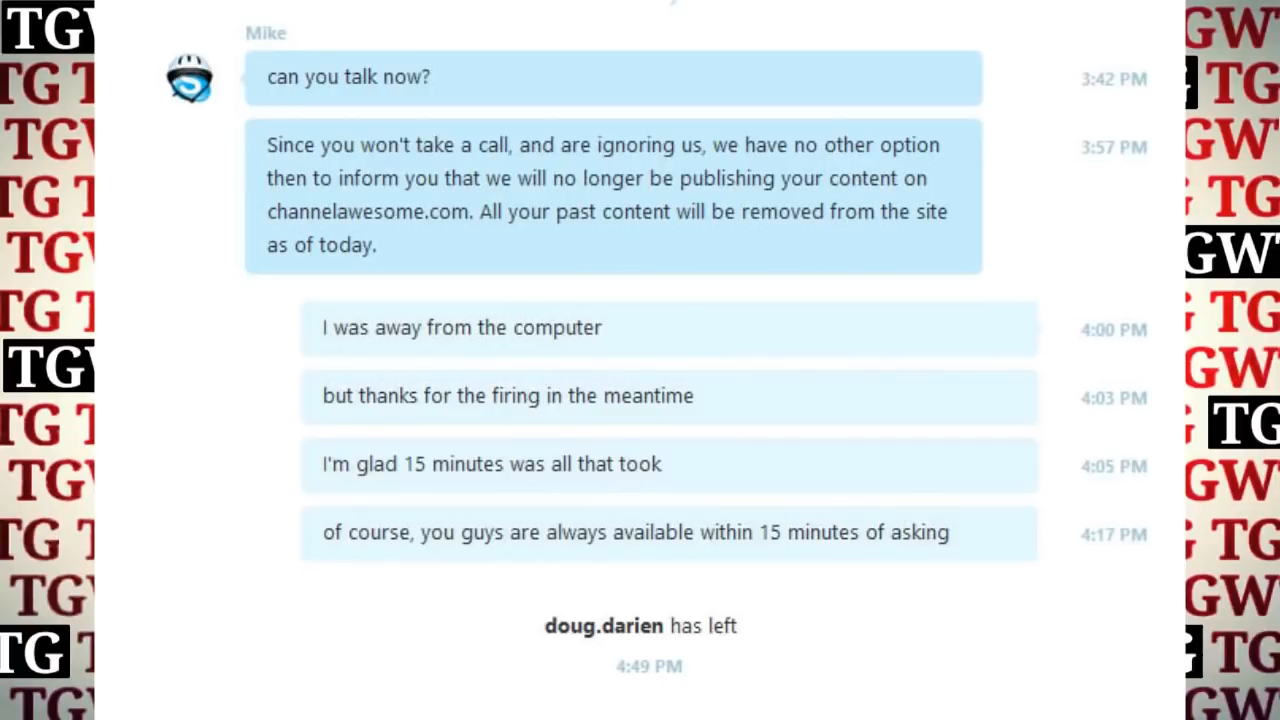 Mike
can you talk now?
3:42 PM
Since you won't take a call, and are ignoring us, we have no other option
3:57 PM
then to inform you that we will no longer be publishing your content on
channelawesome.com. All your past content will be removed from the site
as of today.
I was away from the computer
4:00 PM
but thanks for the firing in the meantime
4:03 PM
I'm glad 15 minutes was all that took
4:05 PM
of course, you guys are always available within 15 minutes of asking
4:17 PM
doug.darien has left
4:49 PM